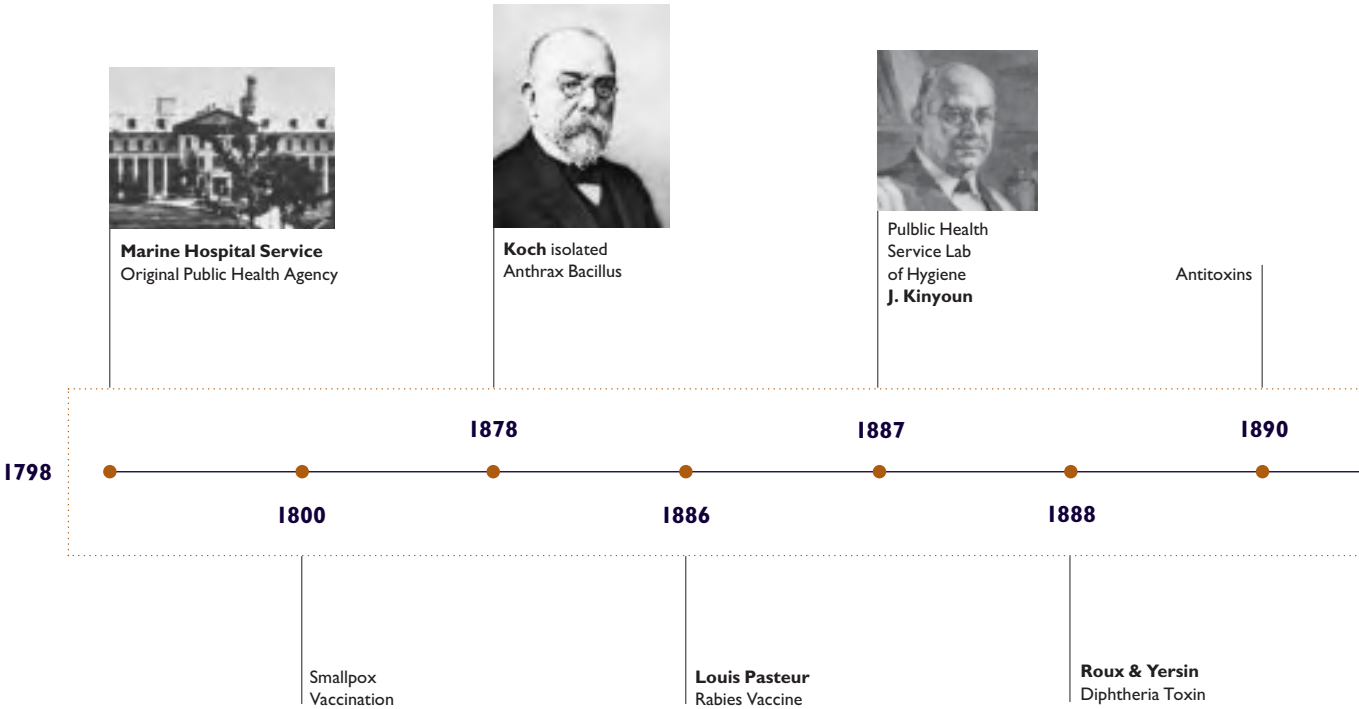 Marine Hospital Service
Original Public Health Agency
Koch isolated
Anthrax Bacillus
Pulblic Health
Service Lab
of Hygiene
J. Kinyoun
Antitoxins
1798
1878
1887
1890
1800
1886
1888
Smallpox
Vaccination
Louis Pasteur
Rabies Vaccine
Roux & Yersin
Diphtheria Toxin